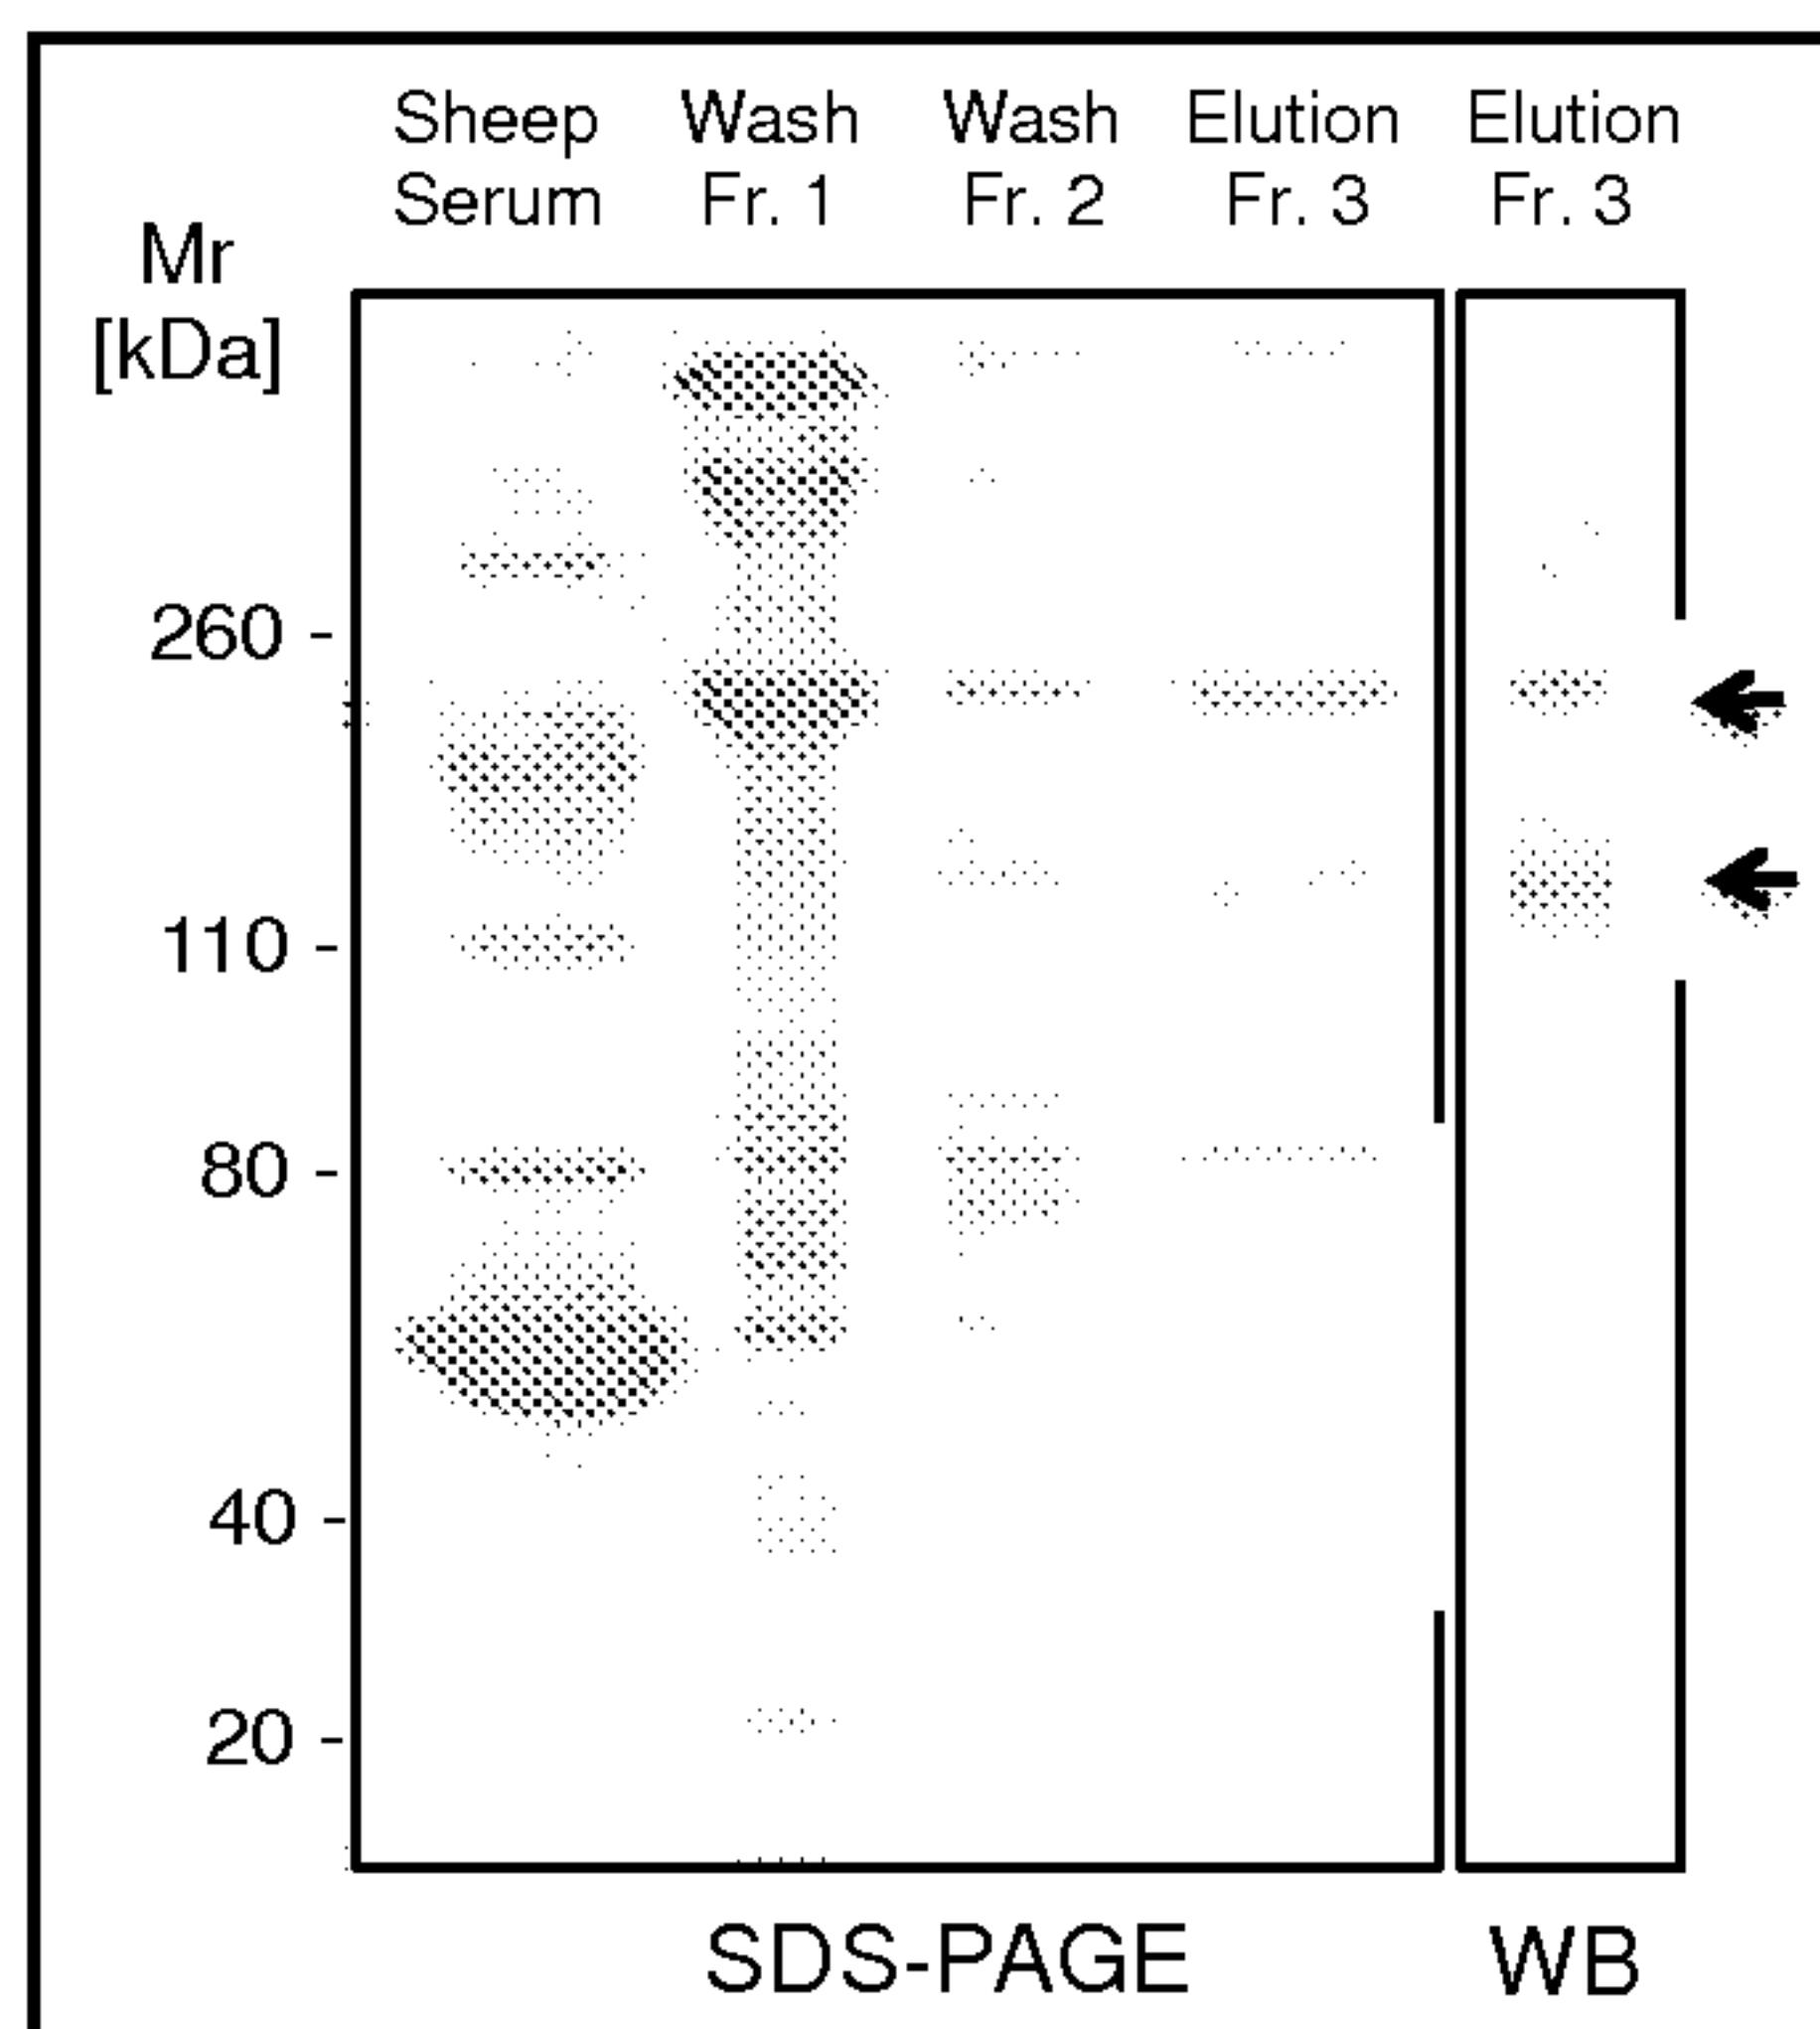 Sheep Wash Wash Elution Elution
Serum Fr. 1 Fr. 2 Fr. 3 Fr. 3
Mr
[kDa]
260 -
110 -
80 -
40 -
20 -
SDS-PAGE WB